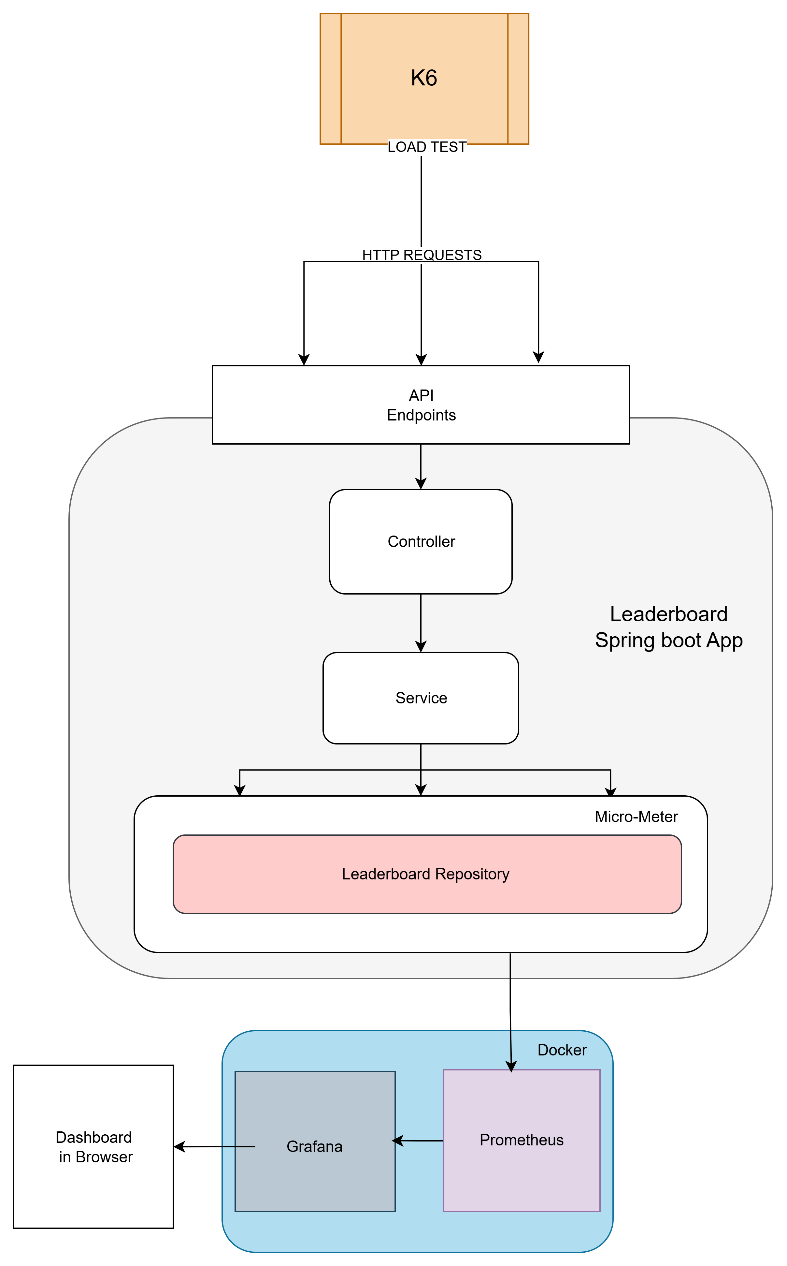 K6
LOAD TEST
HTTP REQUESTS
API
Endpoints
Controller
Leaderboard
Spring boot App
Service
Micro-Meter
Leaderboard Repository
Docker
Dashboard
in Browser
Grafana
Prometheus